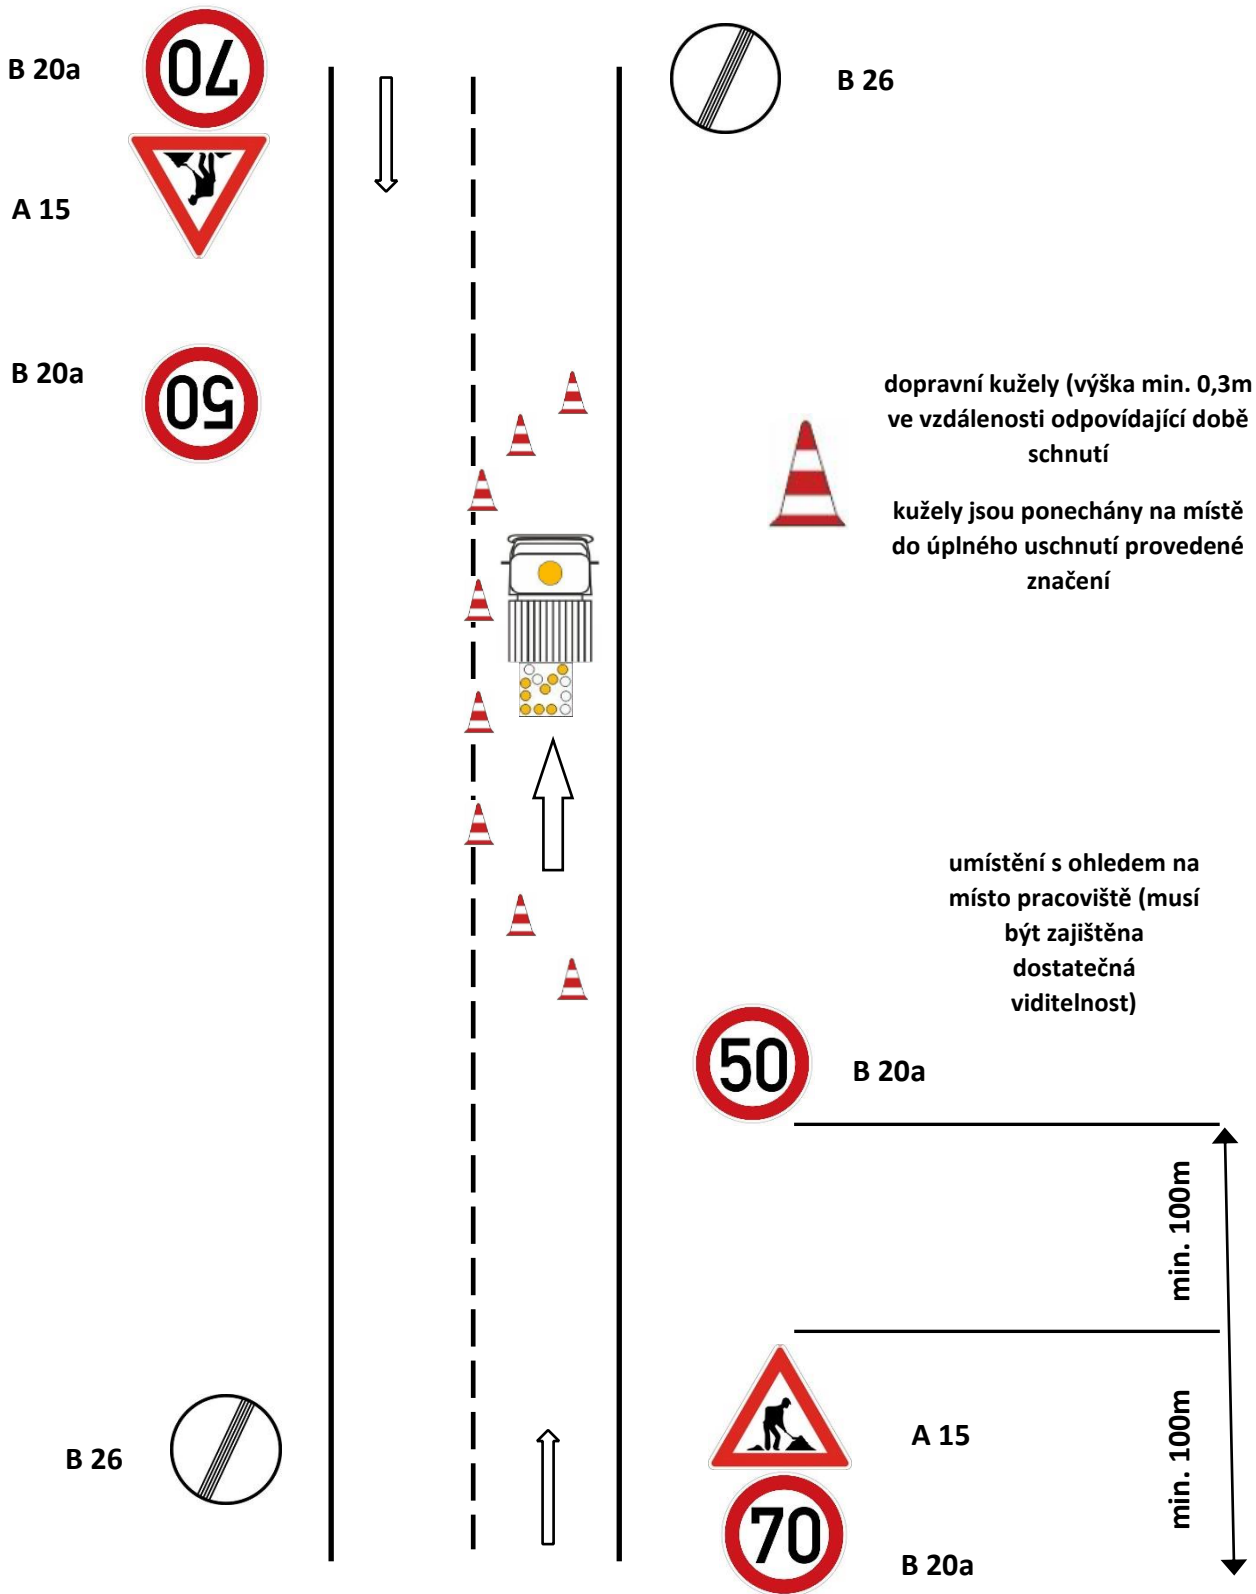 B 20a
70
B 26
A 15
B 20a
50
dopravní kužely (výška min. 0,3m
ve vzdálenosti odpovídající době
schnutí
kužely jsou ponechány na místě
do úplného uschnutí provedené
značení
umístění s ohledem na
místo pracoviště (musí
být zajištěna
dostatečná
viditelnost)
50
B 20a
min. 100m
A 15
min. 100m
B 26
70
B 20a